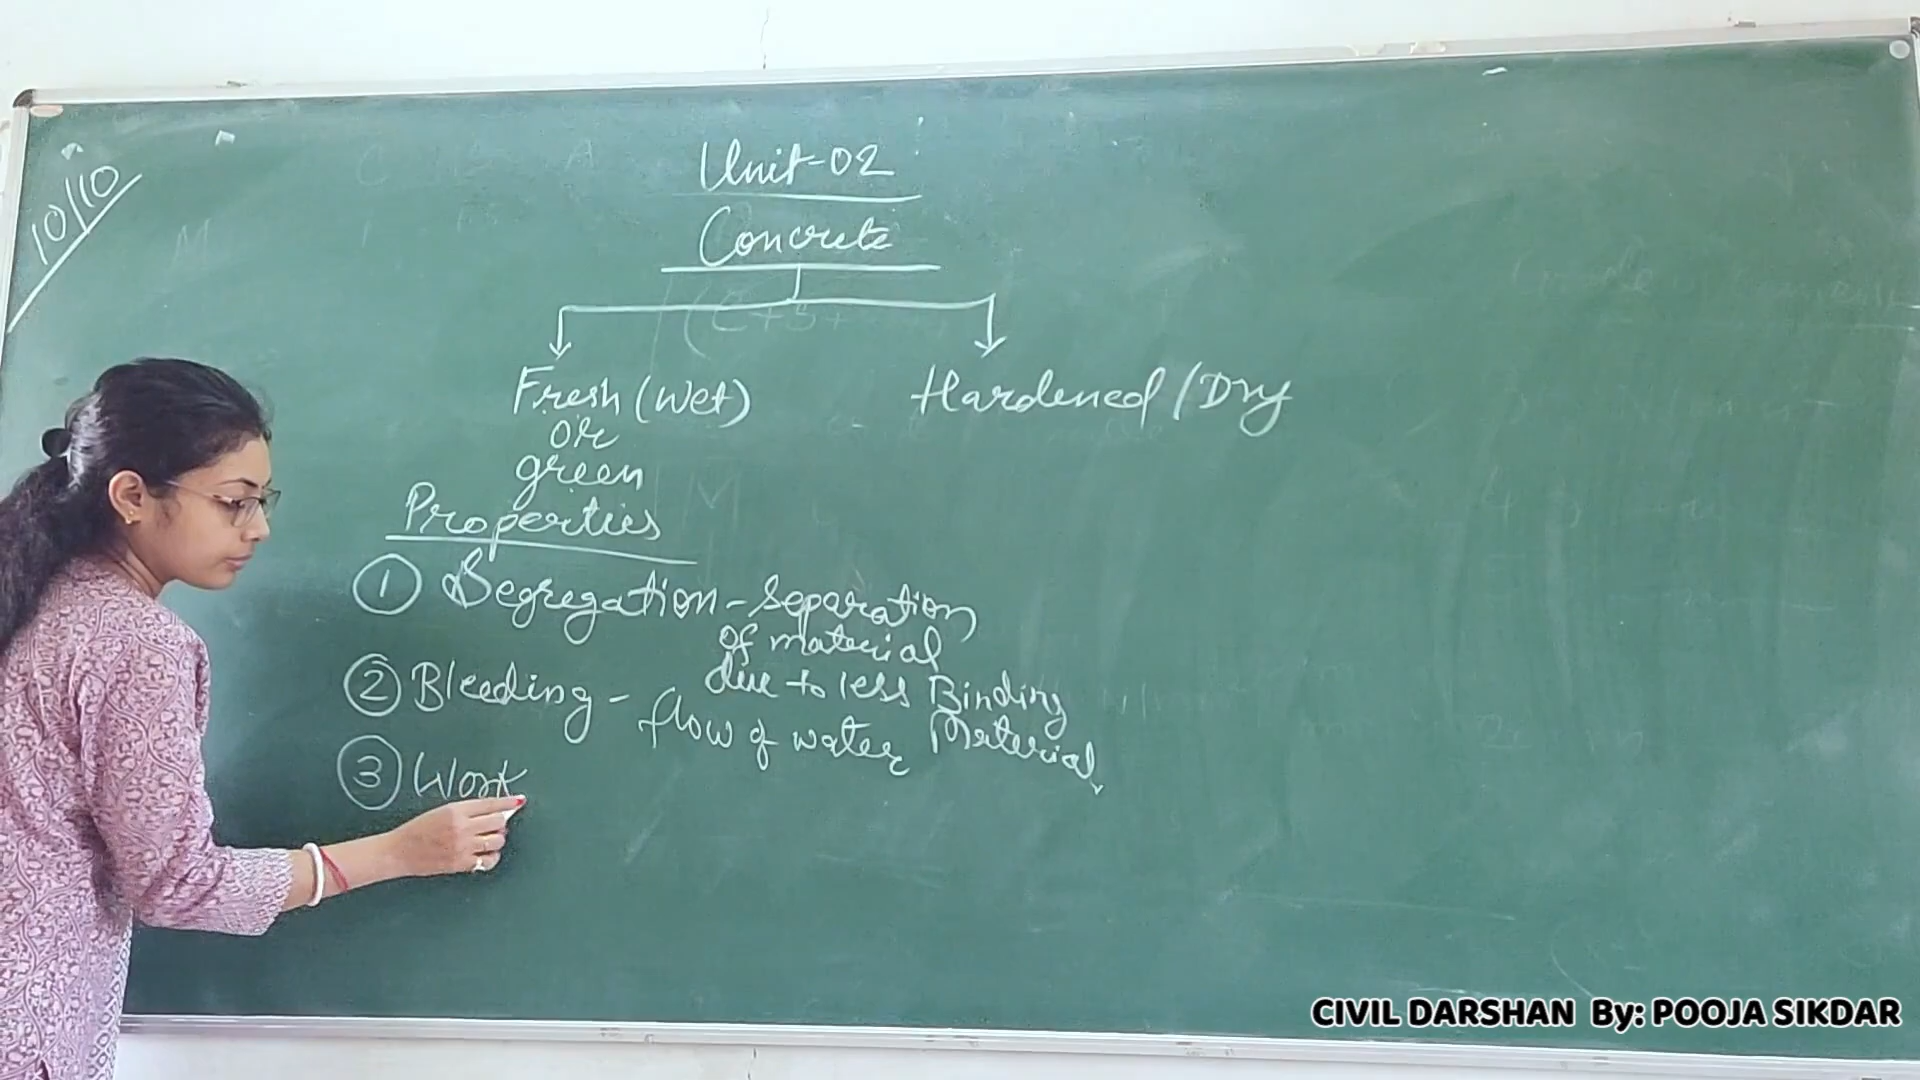 10/10
Unit-02
Concrete
Fresh (Wet)
or
green
Hardened / Dry
Properties
① Segregation - separation
of material
due to less Binding
Material
② Bleeding - flow of water
③ Work
CIVIL DARSHAN By: POOJA SIKDAR